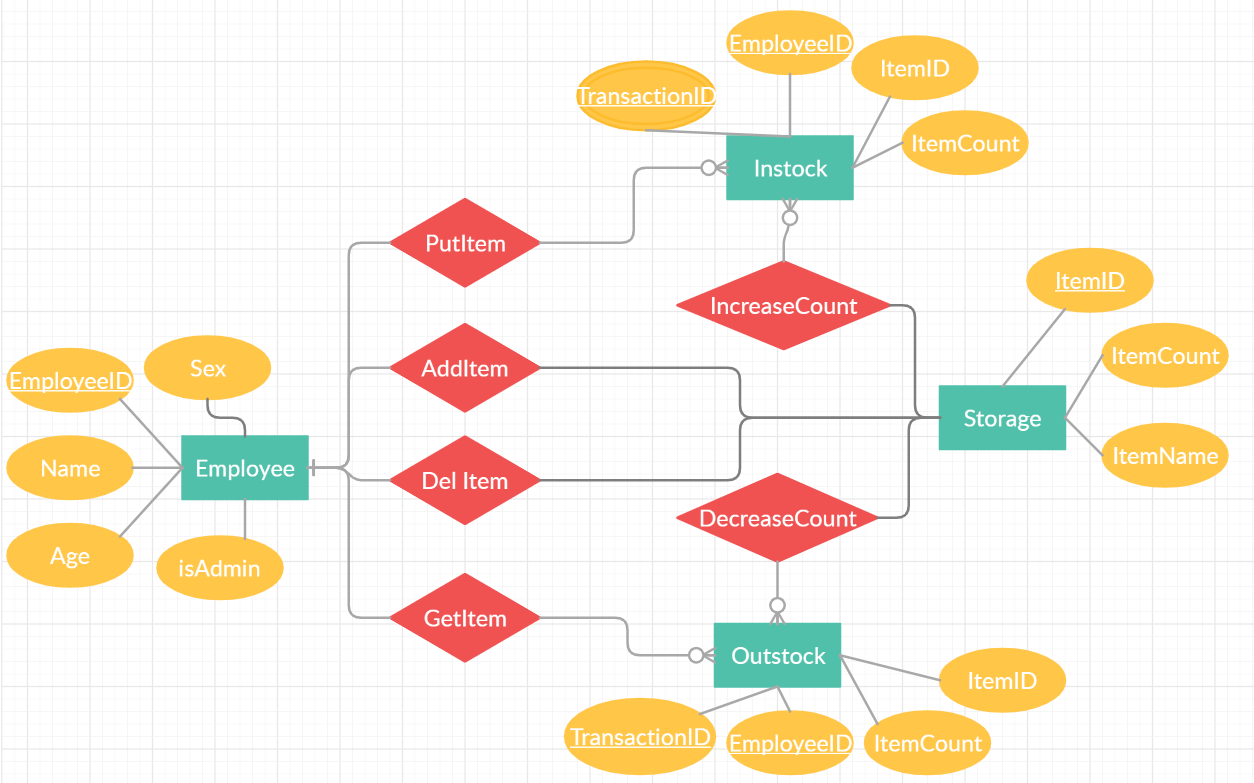 EmployeeID
ItemID
TransactionID
ItemCount
Instock
PutItem
IncreaseCount
ItemID
AddItem
ItemCount
Sex
EmployeeID
Storage
ItemName
Name
Employee
Del Item
DecreaseCount
Age
isAdmin
GetItem
Outstock
ItemID
TransactionID
EmployeeID
ItemCount